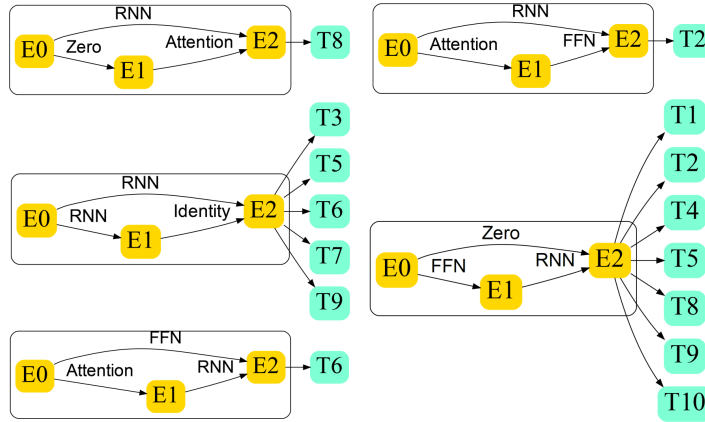 RNN
E0
Zero
Attention
E1
E2
T8
RNN
E0
Attention
FFN
E1
E2
T2
RNN
E0
RNN
Identity
E1
E2
T3
T5
T6
T7
T9
Zero
E0
FFN
RNN
E1
E2
T1
T2
T4
T5
T8
T9
T10
FFN
E0
Attention
RNN
E1
E2
T6